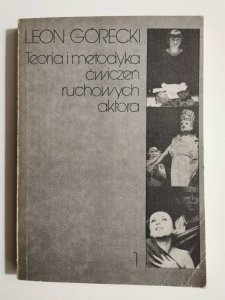 LEON GÓRECKI
Teoria i metodyka
ćwiczeń
ruchowych
aktora
1